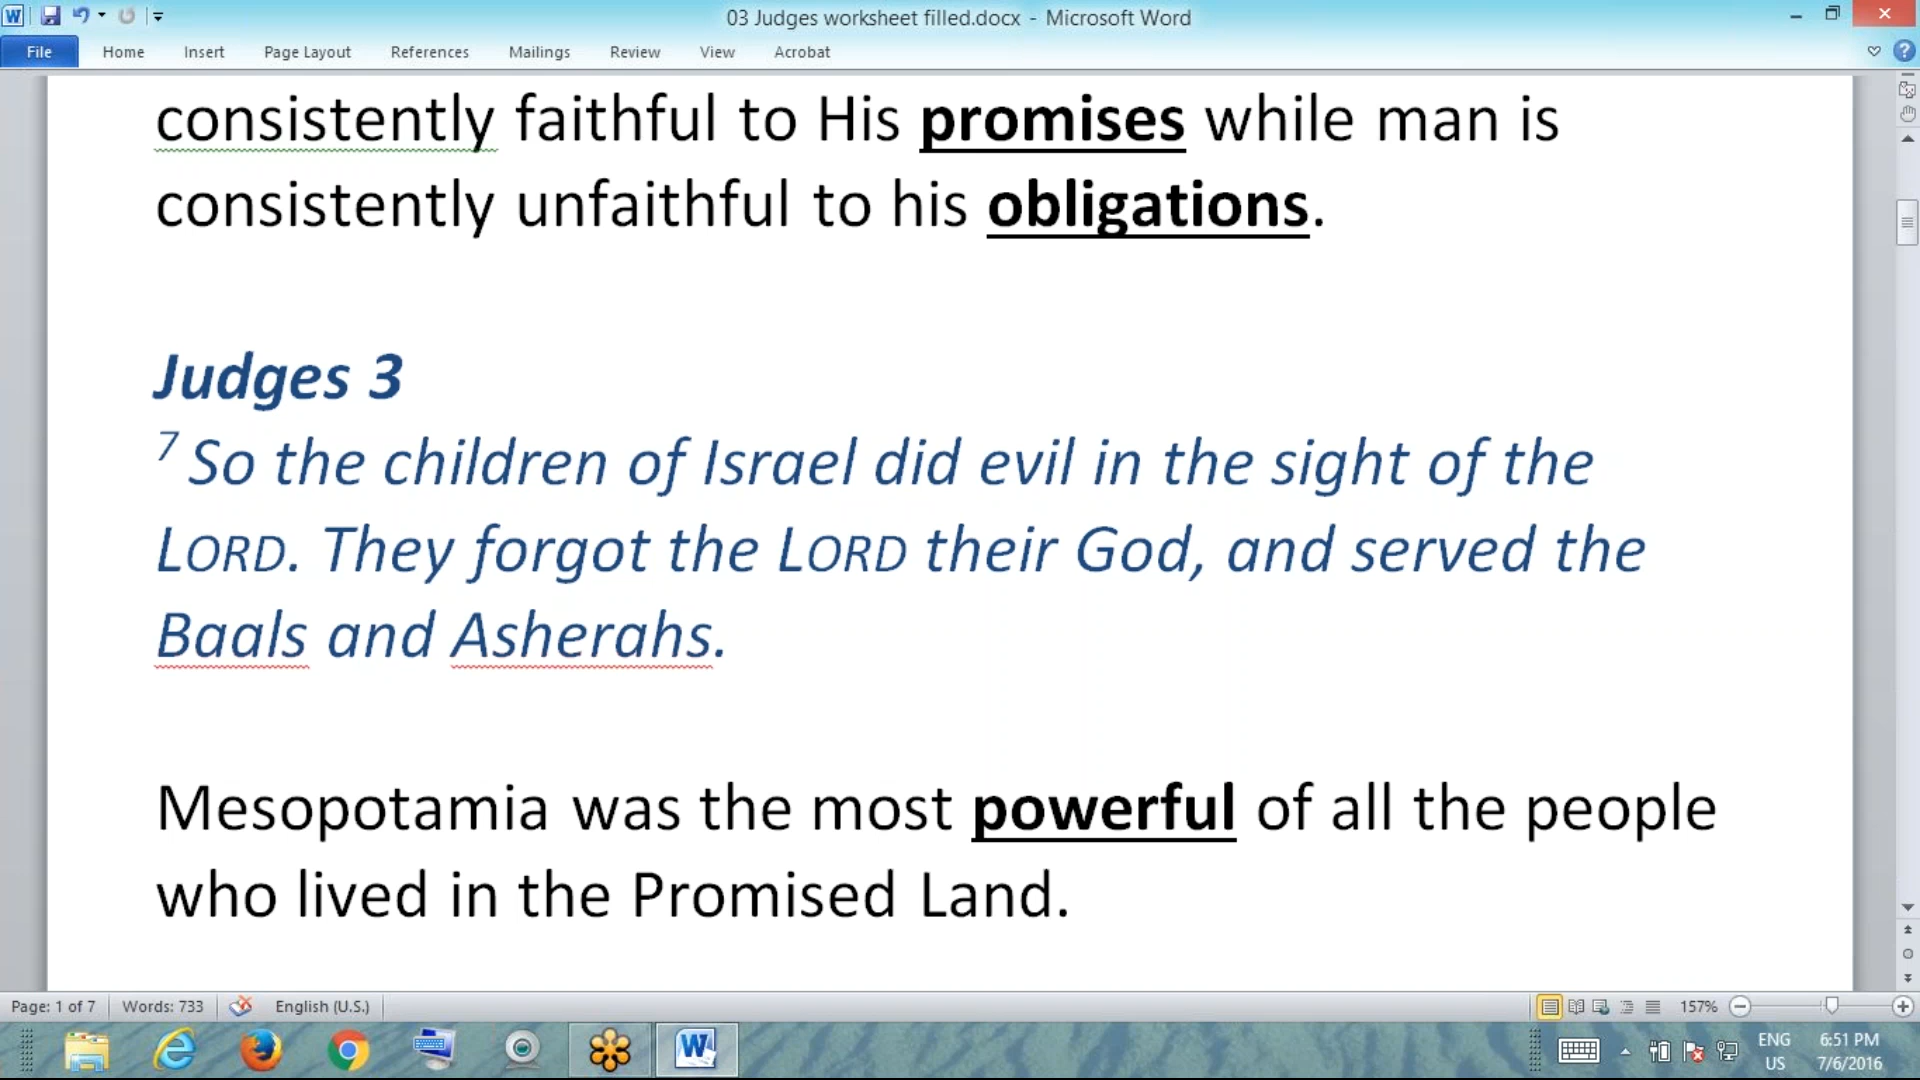 03 Judges worksheet filled.docx - Microsoft Word
File Home Insert Page Layout References Mailings Review View Acrobat
consistently faithful to His promises while man is
consistently unfaithful to his obligations.
Judges 3
7 So the children of Israel did evil in the sight of the
LORD. They forgot the LORD their God, and served the
Baals and Asherahs.
Mesopotamia was the most powerful of all the people
who lived in the Promised Land.
Page: 1 of 7 Words: 733 English (U.S.) 157%
ENG 6:51 PM
US 7/6/2016